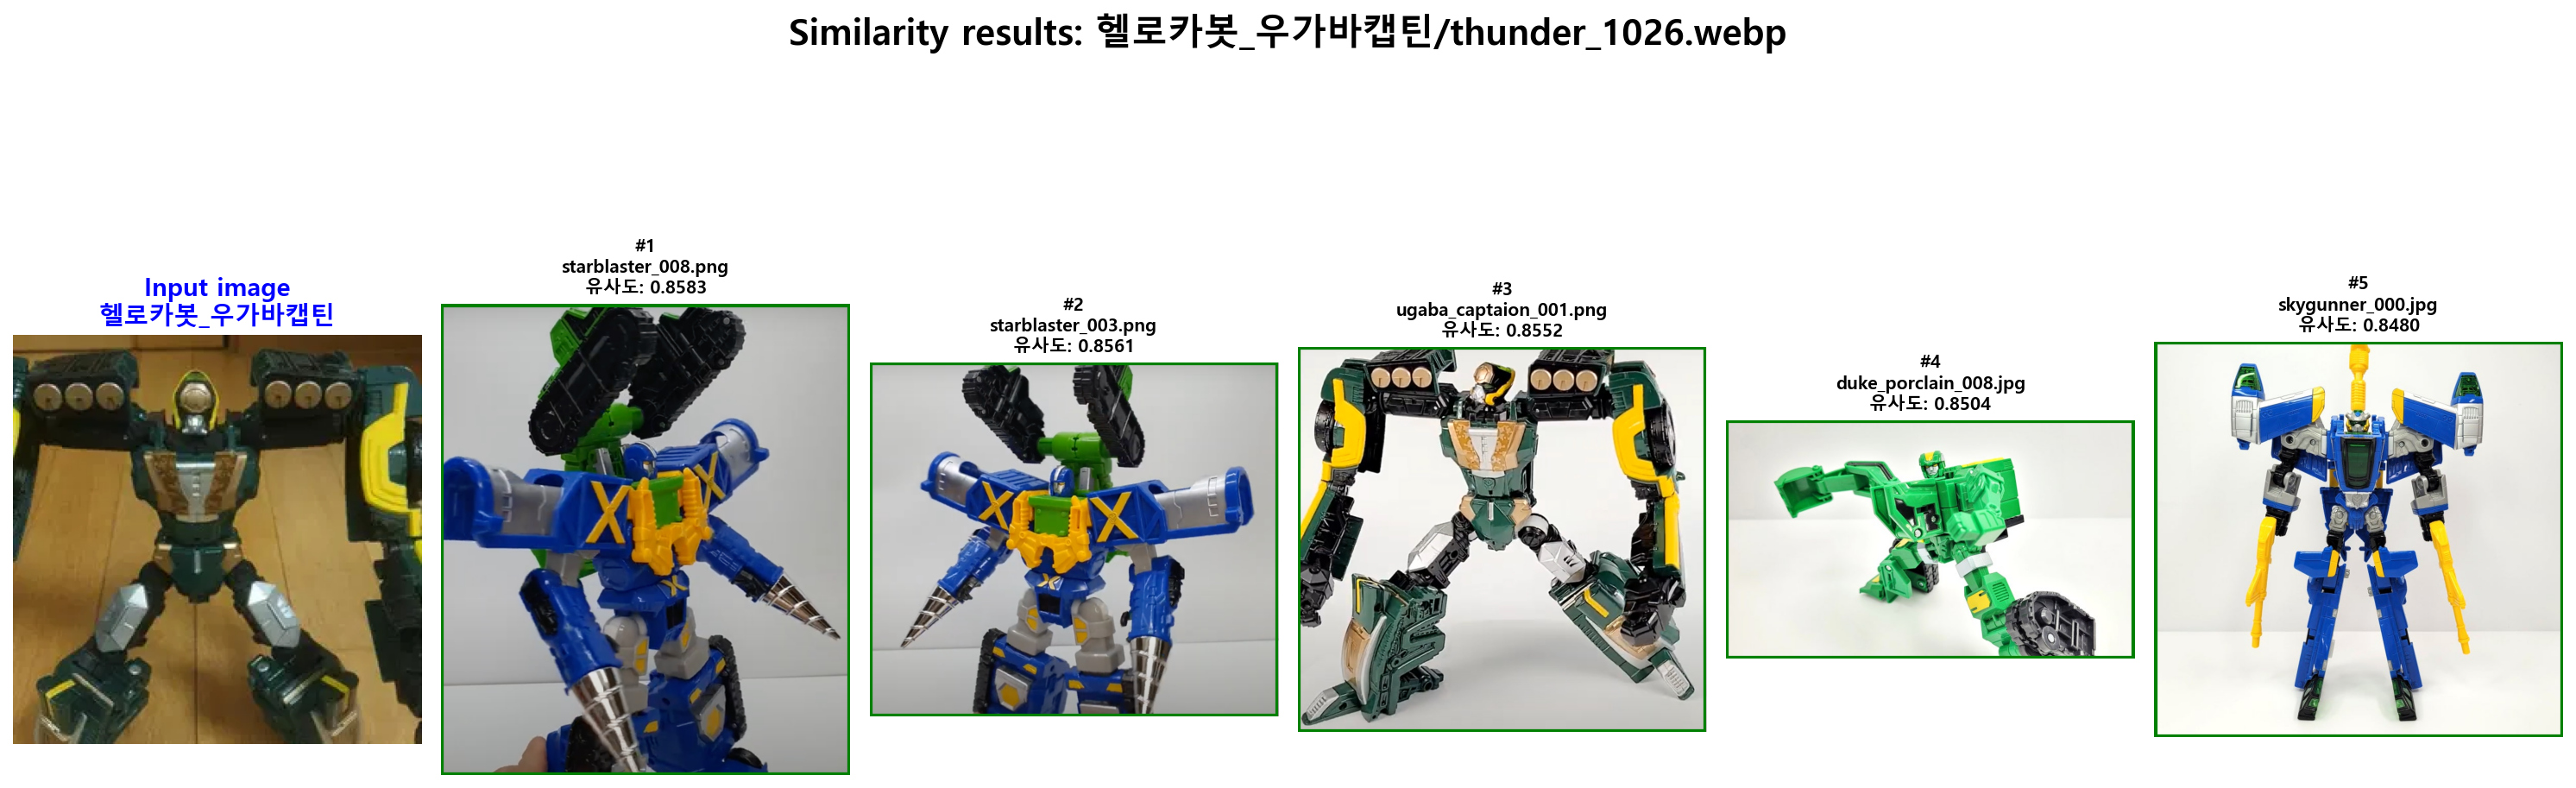 Similarity results: 헬로카봇_우가바캡틴/thunder_1026.webp
Input image
헬로카봇_우가바캡틴
#1
starblaster_008.png
유사도: 0.8583
#2
starblaster_003.png
유사도: 0.8561
#3
ugaba_captaion_001.png
유사도: 0.8552
#4
duke_porclain_008.jpg
유사도: 0.8504
#5
skygunner_000.jpg
유사도: 0.8480